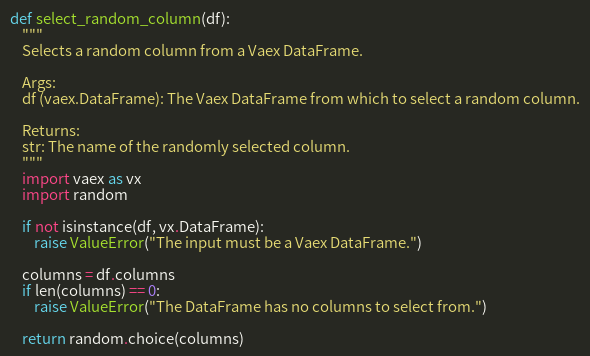 def select_random_column(df):
    """
    Selects a random column from a Vaex DataFrame.

    Args:
    df (vaex.DataFrame): The Vaex DataFrame from which to select a random column.

    Returns:
    str: The name of the randomly selected column.
    """
    import vaex as vx
    import random

    if not isinstance(df, vx.DataFrame):
        raise ValueError("The input must be a Vaex DataFrame.")

    columns = df.columns
    if len(columns) == 0:
        raise ValueError("The DataFrame has no columns to select from.")

    return random.choice(columns)